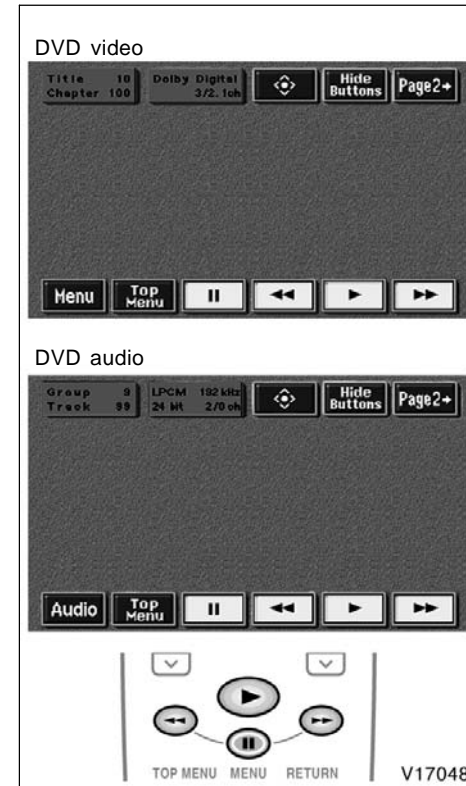 DVD video
Title 10 Dolby Digital Hide
Chapter 100 3/2. 1ch Buttons Page2
Menu Top
Menu
DVD audio
Group 9 LPCM 192 kHz Hide
Track 99 24 bit 2/0 ch Buttons Page2
Audio Top
Menu
TOP MENU MENU RETURN
V17048